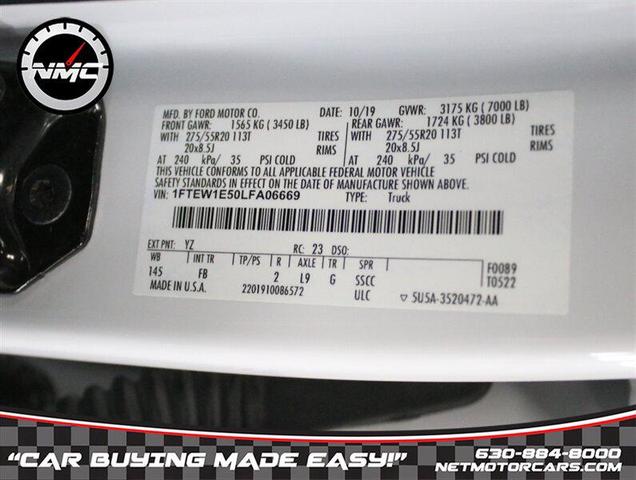 NMC
MFD. BY FORD MOTOR CO. 10/19 GVWR: 3175 KG ( 7000 LB)
FRONT GAWR: 1565 KG ( 3450 LB) REAR GAWR: 1724 KG ( 3800 LB)
WITH 275/55R20 113T TIRES WITH 275/55R20 113T TIRES
20x8.5J RIMS 20x8.5J RIMS
AT 240 kPa/ 35 PSI COLD AT 240 kPa/ 35 PSI COLD
THIS VEHICLE CONFORMS TO ALL APPLICABLE FEDERAL MOTOR VEHICLE
SAFETY STANDARDS IN EFFECT ON THE DATE OF MANUFACTURE SHOWN ABOVE.
VIN: 1FTEW1E50LFA06669 TYPE: Truck
EXT PNT: YZ RC: 23 DSO:
WB INT TR TP/PS R AXLE TR SPR F0089
145 FB 2 L9 G SSCC T0522
MADE IN U.S.A. ULC
2201910086572 ▽ 5U5A-3520472-AA
"CAR BUYING MADE EASY!" 630-884-8000
NETMOTORCARS.COM